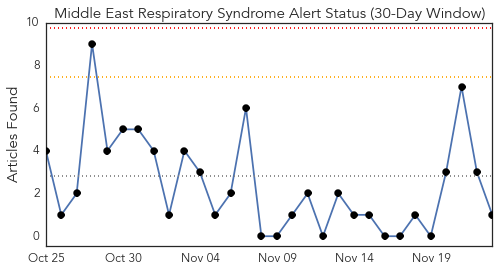 Middle East Respiratory Syndrome Alert Status (30-Day Window)
Articles Found
10
8
6
4
2
0
Oct 25 Oct 30 Nov 04 Nov 09 Nov 14 Nov 19